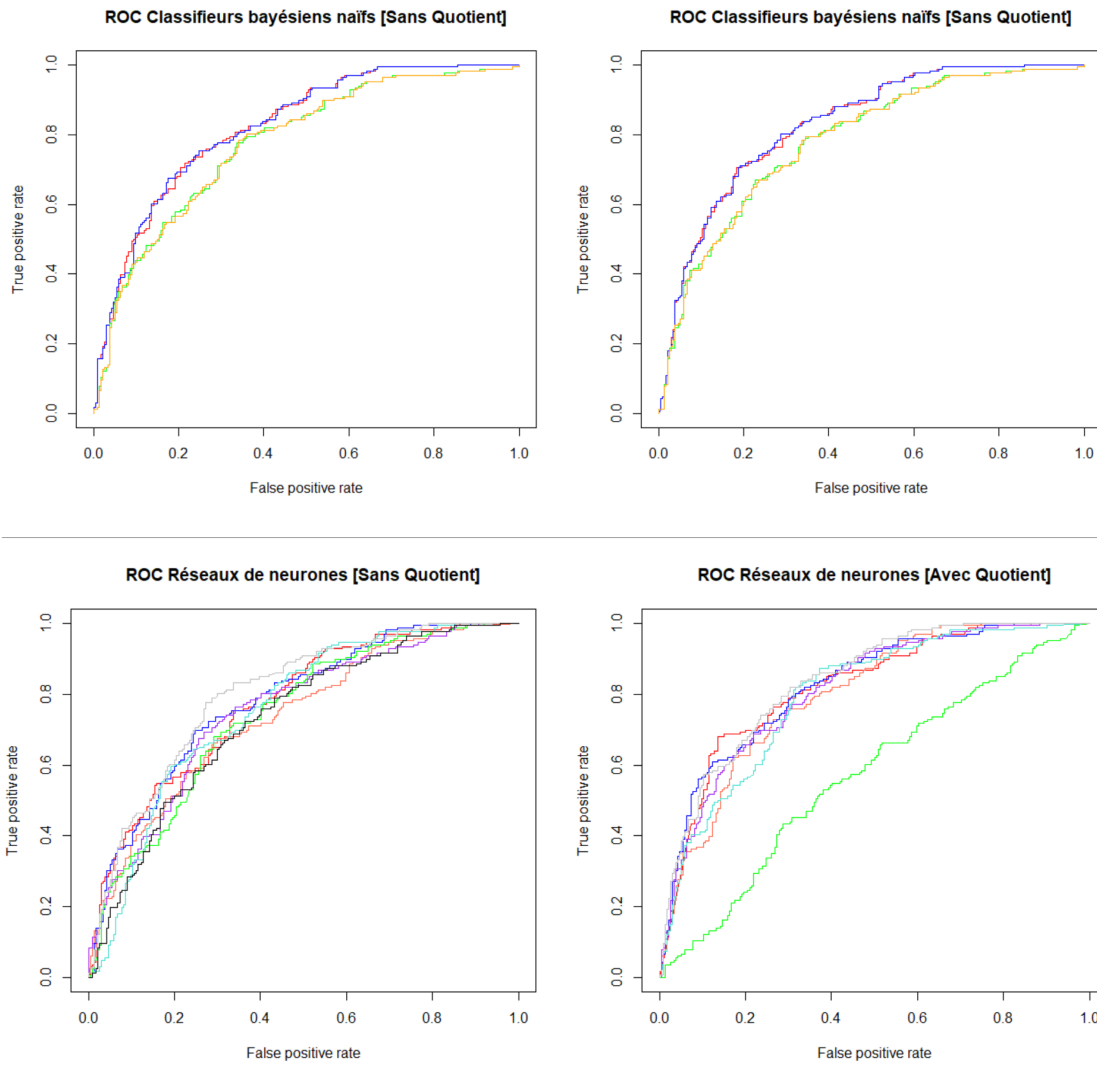 ROC Classifieurs bayésiens naïfs [Sans Quotient]
True positive rate
1.0
0.8
0.6
0.4
0.2
0.0
0.0 0.2 0.4 0.6 0.8 1.0
False positive rate
ROC Classifieurs bayésiens naïfs [Sans Quotient]
True positive rate
1.0
0.8
0.6
0.4
0.2
0.0
0.0 0.2 0.4 0.6 0.8 1.0
False positive rate
ROC Réseaux de neurones [Sans Quotient]
True positive rate
1.0
0.8
0.6
0.4
0.2
0.0
0.0 0.2 0.4 0.6 0.8 1.0
False positive rate
ROC Réseaux de neurones [Avec Quotient]
True positive rate
1.0
0.8
0.6
0.4
0.2
0.0
0.0 0.2 0.4 0.6 0.8 1.0
False positive rate